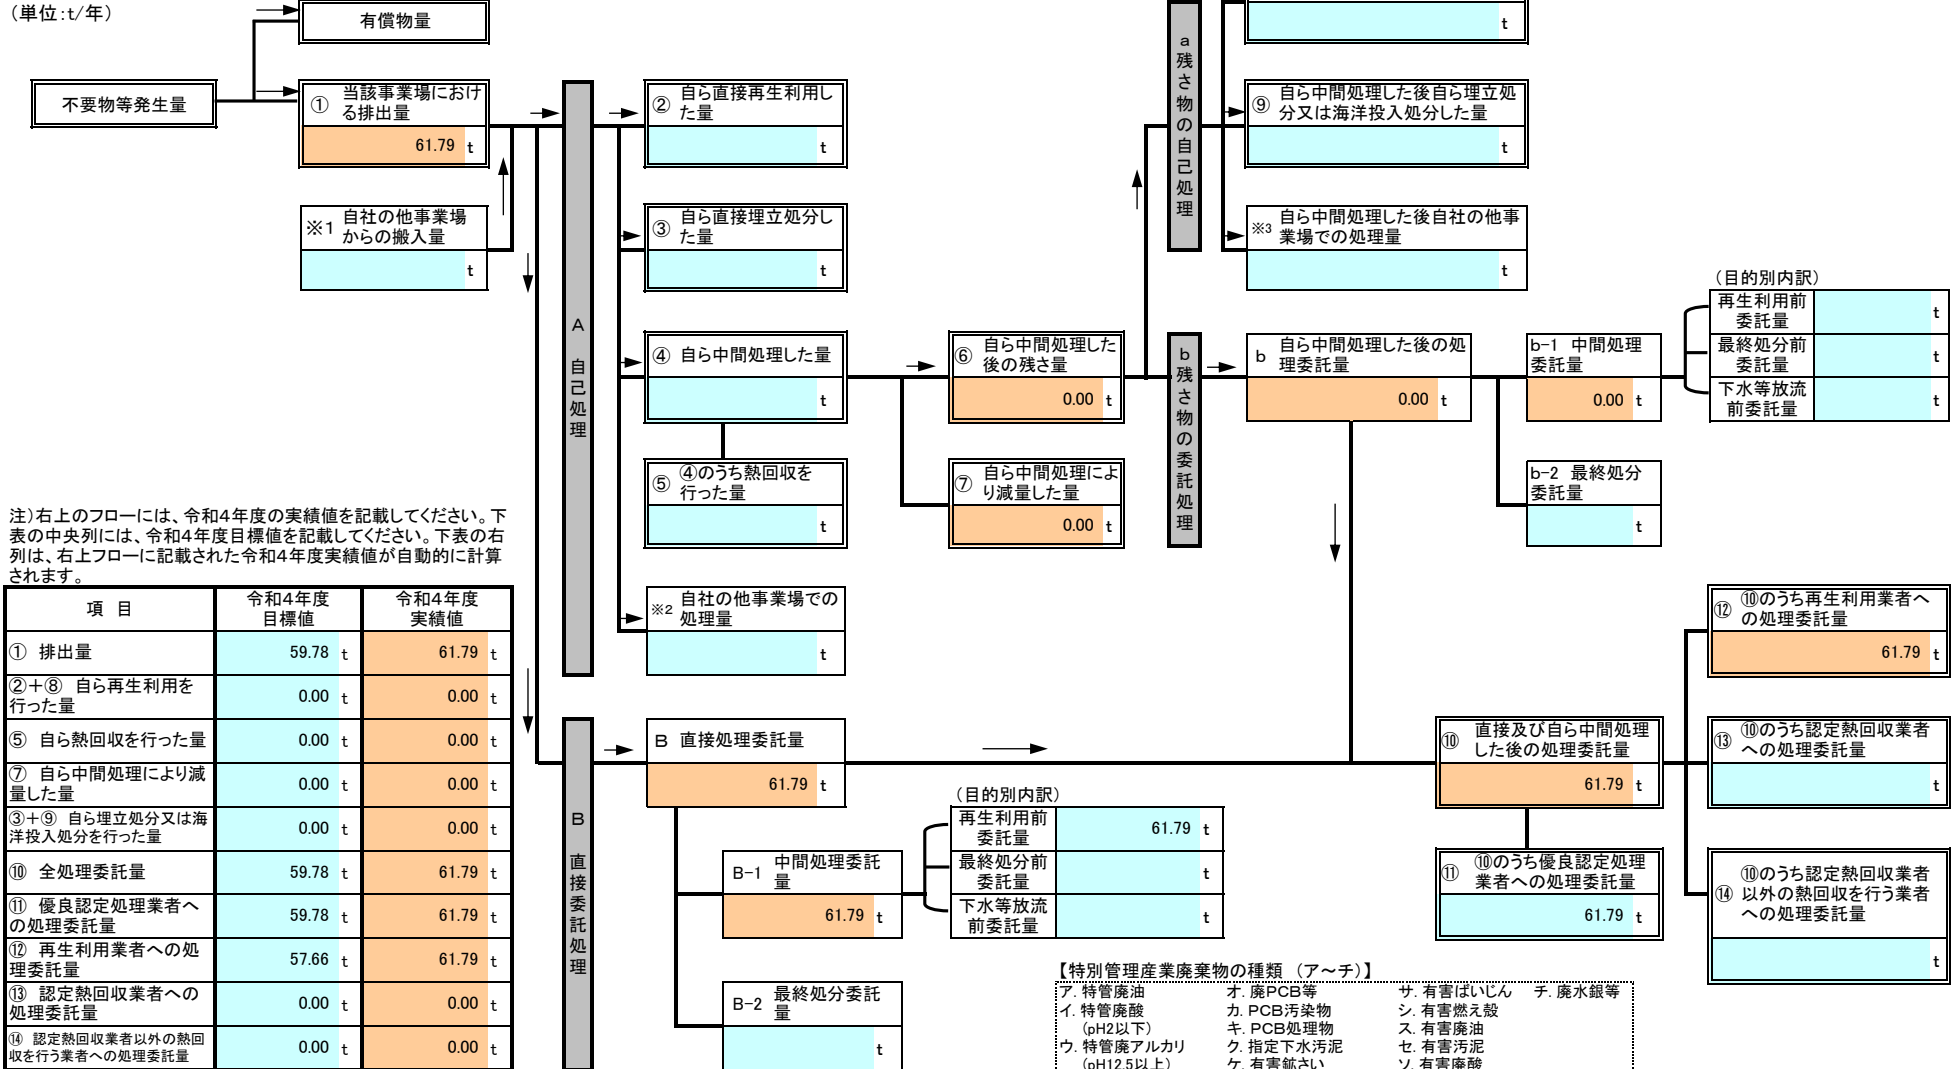 (単位:t/年)
有償物量
不要物等発生量
① 当該事業場におけ
る排出量
61.79 t
※1 自社の他事業場
からの搬入量
t
A 自己処理
② 自ら直接再生利用し
た量
t
③ 自ら直接埋立処分し
た量
t
④ 自ら中間処理した量
t
⑤ ④のうち熱回収を
行った量
t
※2 自社の他事業場での
処理量
t
⑥ 自ら中間処理した
後の残さ量
0.00 t
⑦ 自ら中間処理によ
り減量した量
0.00 t
a 残さ物の自己処理
t
⑨ 自ら中間処理した後自ら埋立処
分又は海洋投入処分した量
t
※3 自ら中間処理した後自社の他事
業場での処理量
t
b 残さ物の委託処理
b 自ら中間処理した後の処
理委託量
0.00 t
b-1 中間処理
委託量
0.00 t
b-2 最終処分
委託量
t
(目的別内訳)
再生利用前
委託量
t
最終処分前
委託量
t
下水等放流
前委託量
t
注)右上のフローには、令和4年度の実績値を記載してください。下
表の中央列には、令和4年度目標値を記載してください。下表の右
列は、右上フローに記載された令和4年度実績値が自動的に計算
されます。
項 目 令和4年度
目標値 令和4年度
実績値
① 排出量 59.78 t 61.79 t
②+⑧ 自ら再生利用を
行った量 0.00 t 0.00 t
⑤ 自ら熱回収を行った量 0.00 t 0.00 t
⑦ 自ら中間処理により減
量した量 0.00 t 0.00 t
③+⑨ 自ら埋立処分又は海
洋投入処分を行った量 0.00 t 0.00 t
⑩ 全処理委託量 59.78 t 61.79 t
⑪ 優良認定処理業者へ
の処理委託量 59.78 t 61.79 t
⑫ 再生利用業者への処
理委託量 57.66 t 61.79 t
⑬ 認定熱回収業者への
処理委託量 0.00 t 0.00 t
⑭ 認定熱回収業者以外の熱回
収を行う業者への処理委託量 0.00 t 0.00 t
B 直接委託処理
B 直接処理委託量
61.79 t
B-1 中間処理委託
量
61.79 t
B-2 最終処分委託
量
t
(目的別内訳)
再生利用前
委託量
61.79 t
最終処分前
委託量
t
下水等放流
前委託量
t
⑩ 直接及び自ら中間処理
した後の処理委託量
61.79 t
⑪ ⑩のうち優良認定処理
業者への処理委託量
61.79 t
⑫ ⑩のうち再生利用業者へ
の処理委託量
61.79 t
⑬ ⑩のうち認定熱回収業者
への処理委託量
t
⑭ ⑩のうち認定熱回収業者
以外の熱回収を行う業者
への処理委託量
t
【特別管理産業廃棄物の種類 (ア~チ)】
ア. 特管廃油 オ. 廃PCB等 サ. 有害ばいじん チ. 廃水銀等
イ. 特管廃酸 カ. PCB汚染物 シ. 有害燃え殻
(pH2以下) キ. PCB処理物 ス. 有害廃油
ウ. 特管廃アルカリ ク. 指定下水汚泥 セ. 有害汚泥
(pH12.5以上) ケ. 有害鉱さい ソ. 有害廃酸